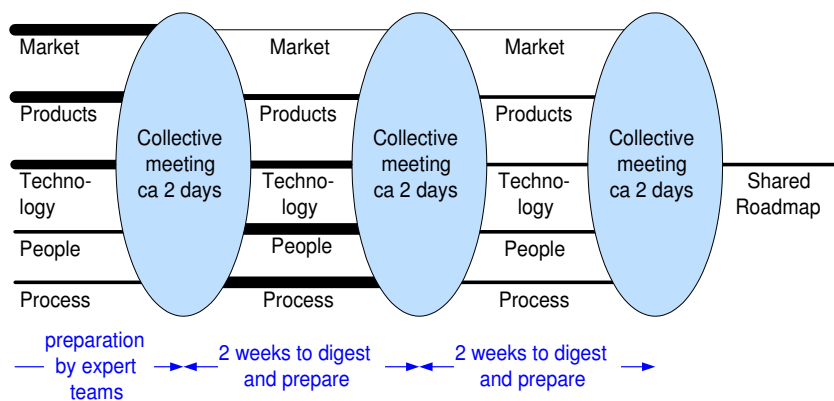 Market
Market
Market
Products
Products
Products
Collective
meeting
ca 2 days
Collective
meeting
ca 2 days
Collective
meeting
ca 2 days
Techno-
logy
Techno-
logy
Techno-
logy
Shared
Roadmap
People
People
People
Process
Process
Process
preparation
by expert
teams
2 weeks to digest
and prepare
2 weeks to digest
and prepare